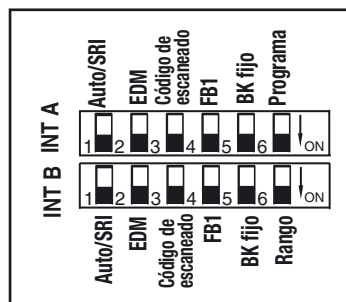 Auto/SRI
EDM
Código de
escaneado
FB1
BK fijo
Programa
INT A
1 2 3 4 5 6 ON
INT B
1 2 3 4 5 6 ON
Auto/SRI
EDM
Código de
escaneado
FB1
BK fijo
Rango